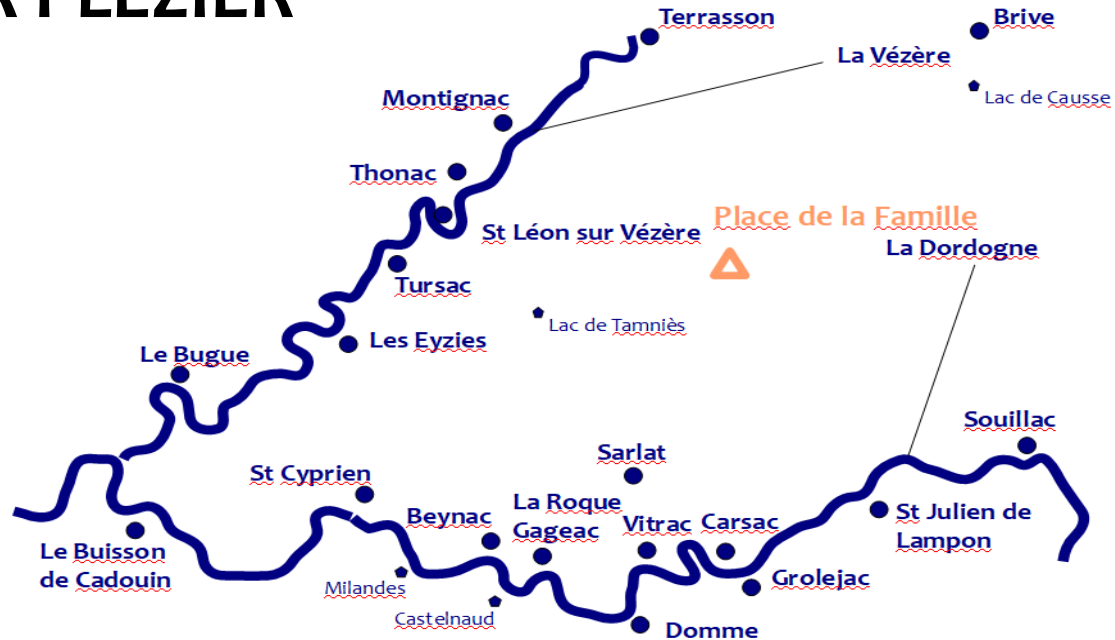 R PLEZIER
Terrasson
Brive
La Vézère
Lac de Causse
Montignac
Thonac
Place de la Famille
St Léon sur Vézère
La Dordogne
Tursac
Lac de Tamniès
Les Eyzies
Le Bugue
Souillac
Sarlat
St Cyprien
La Roque
Gageac
Beynac
Vitrac
Carsac
St Julien de
Lampon
Le Buisson
de Cadouin
Milandes
Grolejac
Castelnaud
Domme